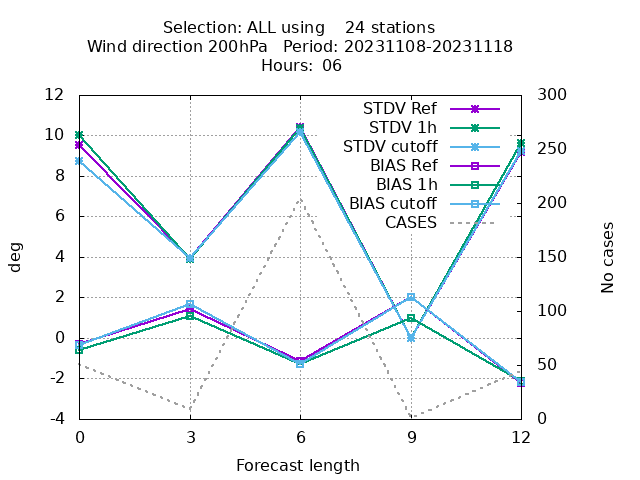 Selection: ALL using    24 stations
Wind direction 200hPa   Period: 20231108-20231118
Hours: 06
12
10
8
6
4
2
0
-2
-4
deg
300
250
200
150
100
50
0
No cases
STDV Ref
STDV 1h
STDV cutoff
BIAS Ref
BIAS 1h
BIAS cutoff
CASES
0 3 6 9 12
Forecast length